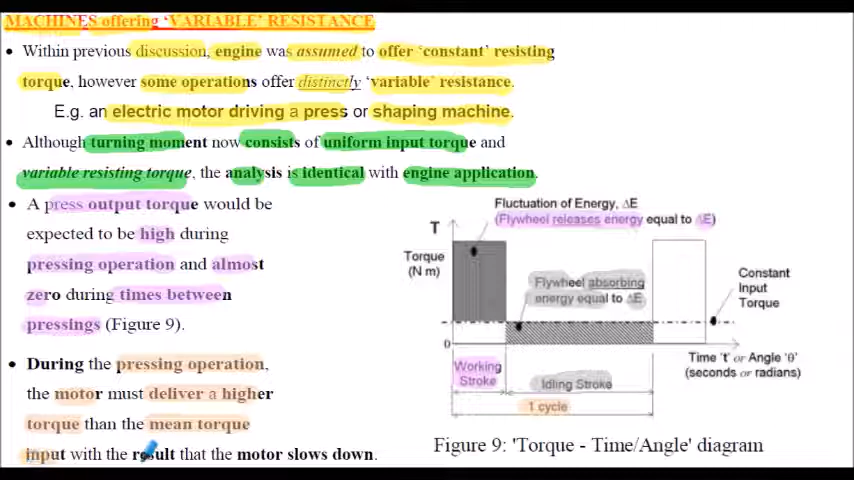 MACHINES offering ‘VARIABLE’ RESISTANCE
• Within previous discussion, engine was assumed to offer ‘constant’ resisting
torque, however some operations offer distinctly ‘variable’ resistance.
E.g. an electric motor driving a press or shaping machine.
• Although turning moment now consists of uniform input torque and
variable resisting torque, the analysis is identical with engine application.
• A press output torque would be
expected to be high during
pressing operation and almost
zero during times between
pressings (Figure 9).
• During the pressing operation,
the motor must deliver a higher
torque than the mean torque
input with the result that the motor slows down.
Fluctuation of Energy, ΔE
(Flywheel releases energy equal to ΔE)
T
Torque
(N m)
Flywheel absorbing
energy equal to ΔE
Constant
Input
Torque
0
Time 't' or Angle 'θ'
(seconds or radians)
Working
Stroke
Idling Stroke
1 cycle
Figure 9: 'Torque - Time/Angle' diagram